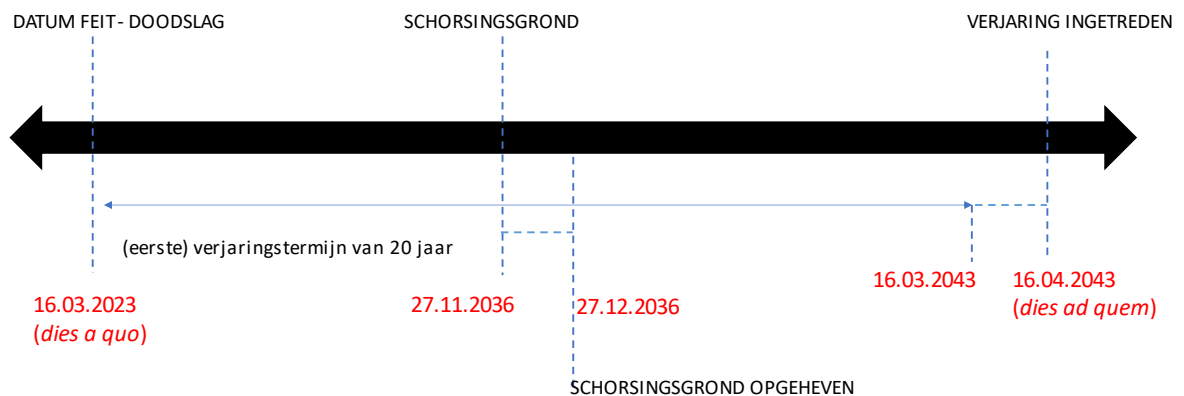 DATUM FEIT - DOODSLAG
SCHORSINGSGROND
VERJARING INGETREDEN
(eerste) verjaringstermijn van 20 jaar
16.03.2023
(dies a quo)
27.11.2036
27.12.2036
16.03.2043
16.04.2043
(dies ad quem)
SCHORSINGSGROND OPGEHEVEN